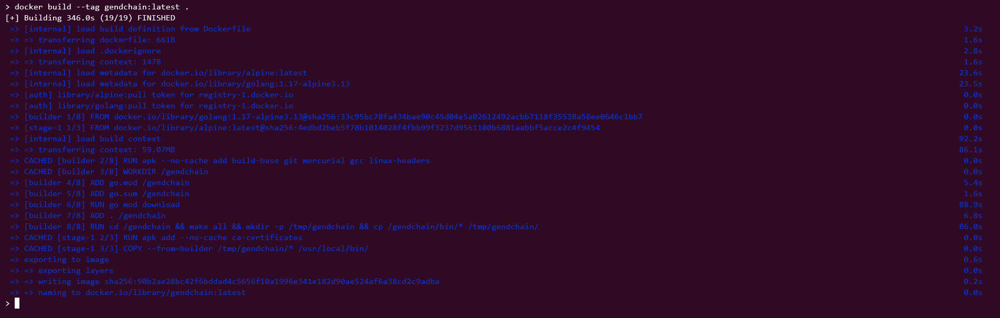 > docker build --tag gendchain:latest .
[+] Building 346.0s (19/19) FINISHED
=> [internal] load build definition from Dockerfile 3.2s
=> => transferring dockerfile: 661B 1.6s
=> [internal] load .dockerignore 2.8s
=> => transferring context: 147B 1.6s
=> [internal] load metadata for docker.io/library/alpine:latest 23.6s
=> [internal] load metadata for docker.io/library/golang:1.17-alpine3.13 23.5s
=> [auth] library/alpine:pull token for registry-1.docker.io 0.0s
=> [auth] library/golang:pull token for registry-1.docker.io 0.0s
=> [builder 1/8] FROM docker.io/library/golang:1.17-alpine3.13@sha256:33c95bc78fa434bae90c45d04e5a02612492acbb7118f35538a56ee0646c1bb7 0.0s
=> [stage-1 1/3] FROM docker.io/library/alpine:latest@sha256:4edbd2beb5f78b1014028f4fbb99f3237d9561100b6881aabbf5acce2c4f9454 0.0s
=> [internal] load build context 92.2s
=> => transferring context: 59.07MB 86.1s
=> CACHED [builder 2/8] RUN apk --no-cache add build-base git mercurial gcc linux-headers 0.0s
=> CACHED [builder 3/8] WORKDIR /gendchain 0.0s
=> [builder 4/8] ADD go.mod /gendchain 5.4s
=> [builder 5/8] ADD go.sum /gendchain 1.6s
=> [builder 6/8] RUN go mod download 88.9s
=> [builder 7/8] ADD . /gendchain 6.8s
=> [builder 8/8] RUN cd /gendchain && make all && mkdir -p /tmp/gendchain && cp /gendchain/bin/* /tmp/gendchain/ 86.0s
=> CACHED [stage-1 2/3] RUN apk add --no-cache ca-certificates 0.0s
=> CACHED [stage-1 3/3] COPY --from=builder /tmp/gendchain/* /usr/local/bin/ 0.0s
=> exporting to image 0.6s
=> => exporting layers 0.0s
=> => writing image sha256:90b2ae28bc42f6bddad4c5656f10a1996e341e182d90ae524af6a38cd2c9adba 0.2s
=> => naming to docker.io/library/gendchain:latest 0.0s
>